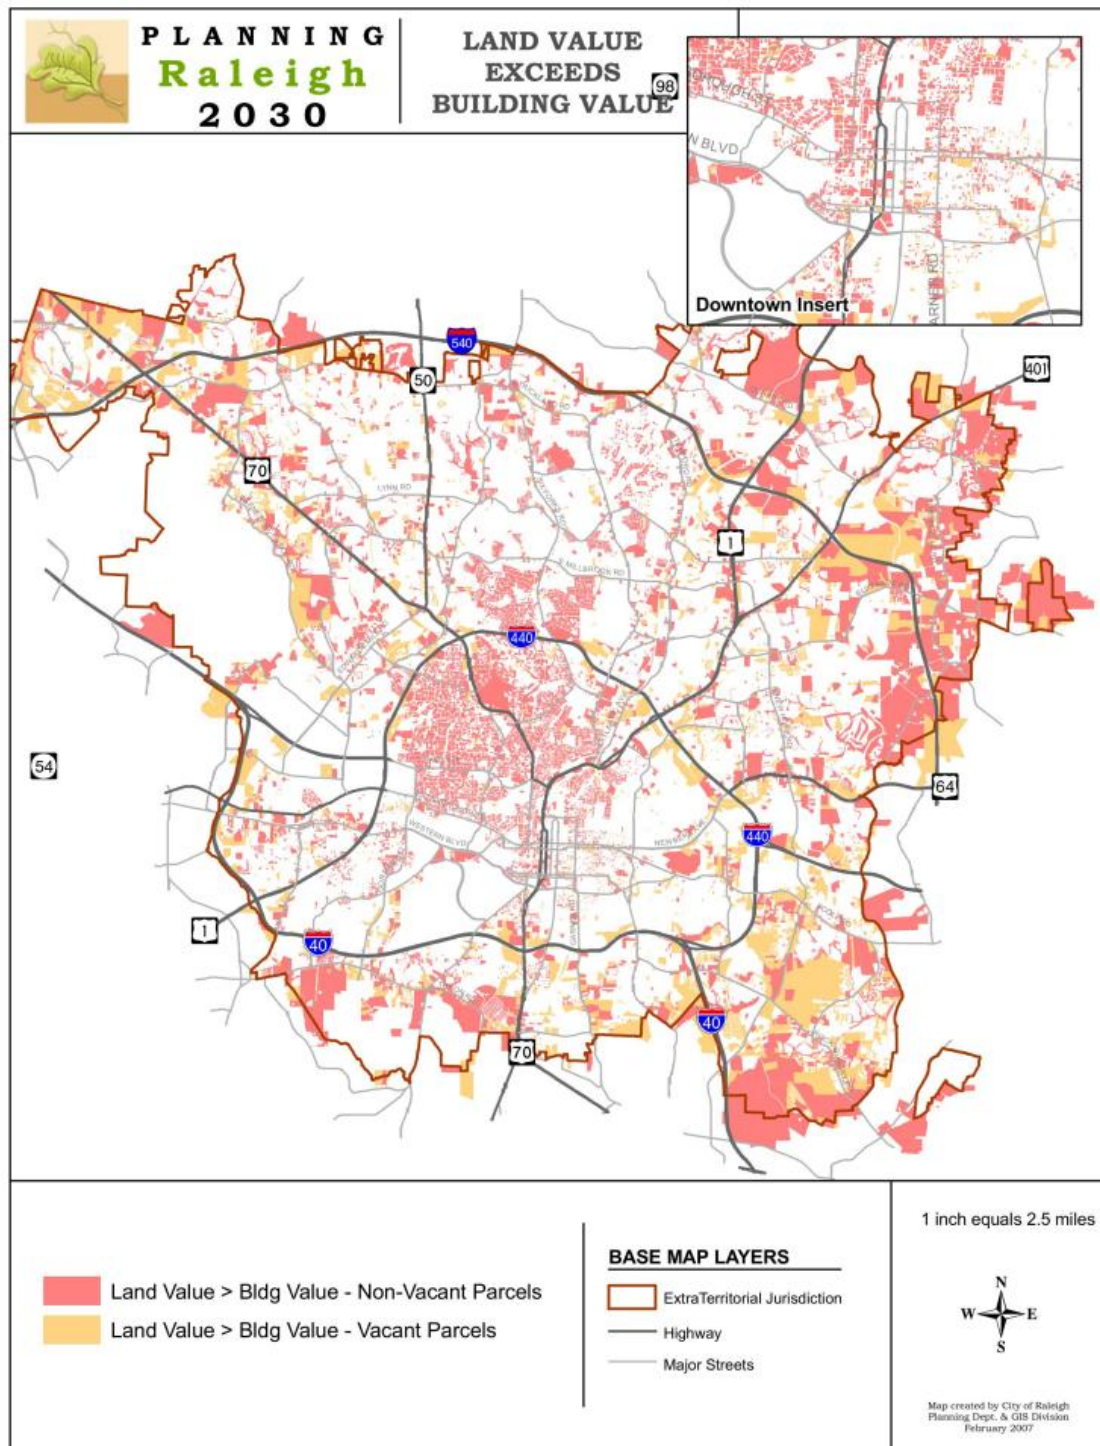 PLANNING
Raleigh
2030
LAND VALUE
EXCEEDS
BUILDING VALUE
98
N BLVD
Downtown Insert
540
50
401
70
LYNN RD
1
E MILLBROOK RD
440
54
64
WESTERN BLVD
440
1
40
40
70
1 inch equals 2.5 miles
Land Value > Bldg Value - Non-Vacant Parcels
Land Value > Bldg Value - Vacant Parcels
BASE MAP LAYERS
ExtraTerritorial Jurisdiction
Highway
Major Streets
N
W E
S
Map created by City of Raleigh
Planning Dept. & GIS Division
February 2007